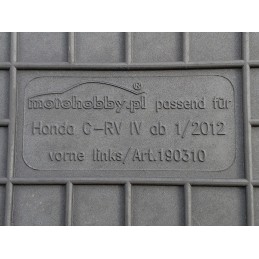 motohobby.pl ® passend für
Honda C-RV IV ab 1/2012
vorne links/Art.190310